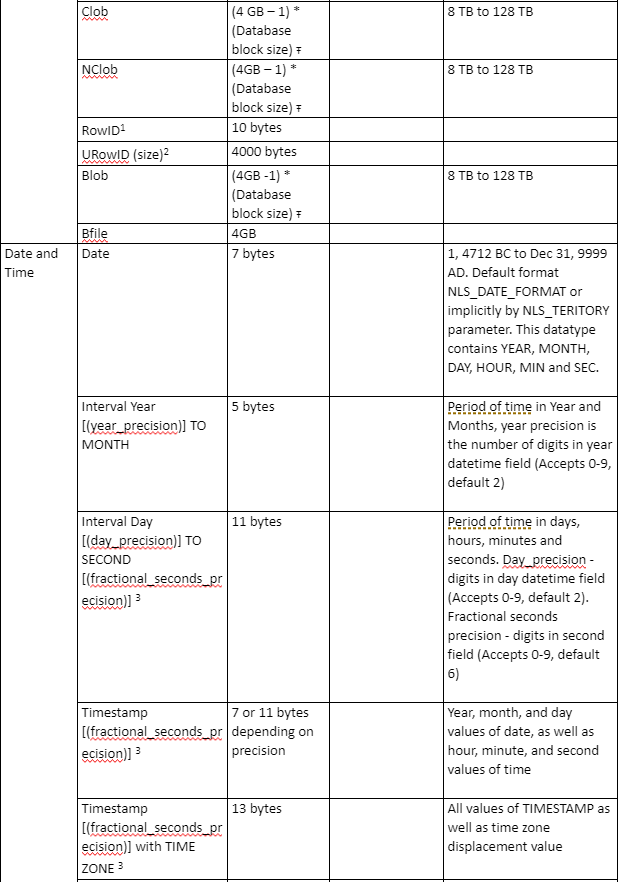 Clob
(4 GB – 1) *
(Database
block size) ₮
8 TB to 128 TB
NClob
(4GB – 1) *
(Database
block size) ₮
8 TB to 128 TB
RowID¹
10 bytes
URowID (size)²
4000 bytes
Blob
(4GB -1) *
(Database
block size) ₮
8 TB to 128 TB
Bfile
4GB
Date and
Time
Date
7 bytes
1, 4712 BC to Dec 31, 9999
AD. Default format
NLS_DATE_FORMAT or
implicitly by NLS_TERITORY
parameter. This datatype
contains YEAR, MONTH,
DAY, HOUR, MIN and SEC.
Interval Year
[(year_precision)] TO
MONTH
5 bytes
Period of time in Year and
Months, year precision is
the number of digits in year
datetime field (Accepts 0-9,
default 2)
Interval Day
[(day_precision)] TO
SECOND
[(fractional_seconds_pr
ecision)] ³
11 bytes
Period of time in days,
hours, minutes and
seconds. Day_precision -
digits in day datetime field
(Accepts 0-9, default 2).
Fractional seconds
precision - digits in second
field (Accepts 0-9, default
6)
Timestamp
[(fractional_seconds_pr
ecision)] ³
7 or 11 bytes
depending on
precision
Year, month, and day
values of date, as well as
hour, minute, and second
values of time
Timestamp
[(fractional_seconds_pr
ecision)] with TIME
ZONE ³
13 bytes
All values of TIMESTAMP as
well as time zone
displacement value